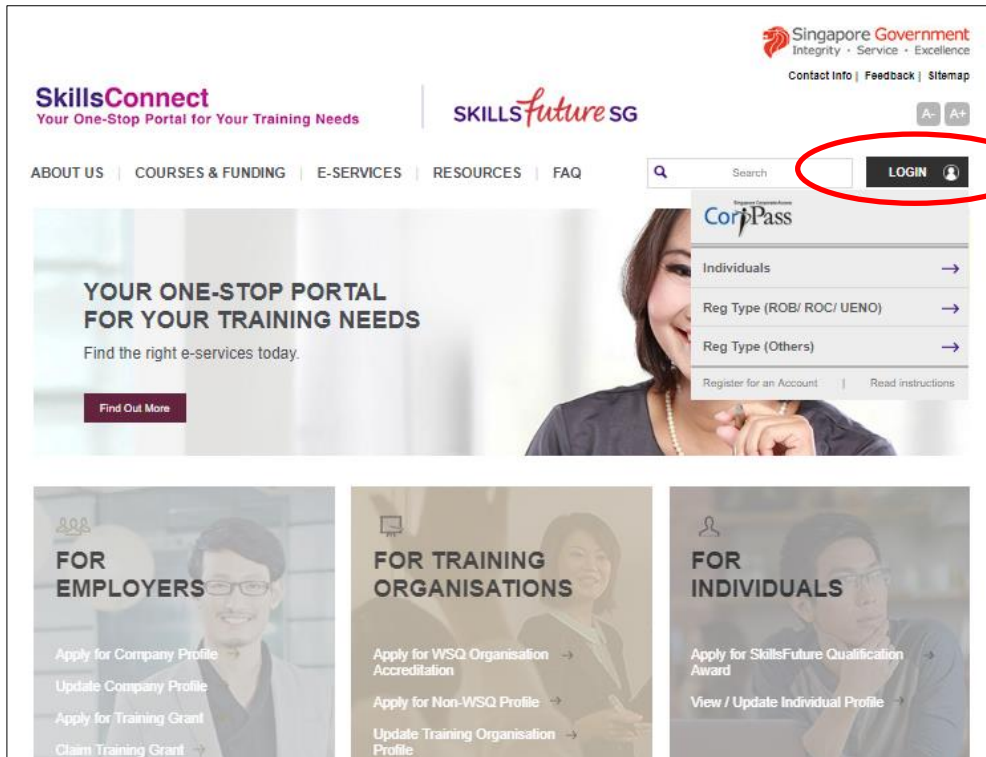 Singapore Government
Integrity · Service · Excellence
Contact Info | Feedback | Sitemap
SkillsConnect
Your One-Stop Portal for Your Training Needs
SKILLSfuture SG
A- A+
ABOUT US | COURSES & FUNDING | E-SERVICES | RESOURCES | FAQ
Search
LOGIN
Singapore Corporate Access
CorpPass
Individuals
Reg Type (ROB/ ROC/ UENO)
Reg Type (Others)
Register for an Account | Read instructions
YOUR ONE-STOP PORTAL
FOR YOUR TRAINING NEEDS
Find the right e-services today.
Find Out More
FOR
EMPLOYERS
Apply for Company Profile
Update Company Profile
Apply for Training Grant
Claim Training Grant
FOR TRAINING
ORGANISATIONS
Apply for WSQ Organisation
Accreditation
Apply for Non-WSQ Profile
Update Training Organisation
Profile
FOR
INDIVIDUALS
Apply for SkillsFuture Qualification
Award
View / Update Individual Profile